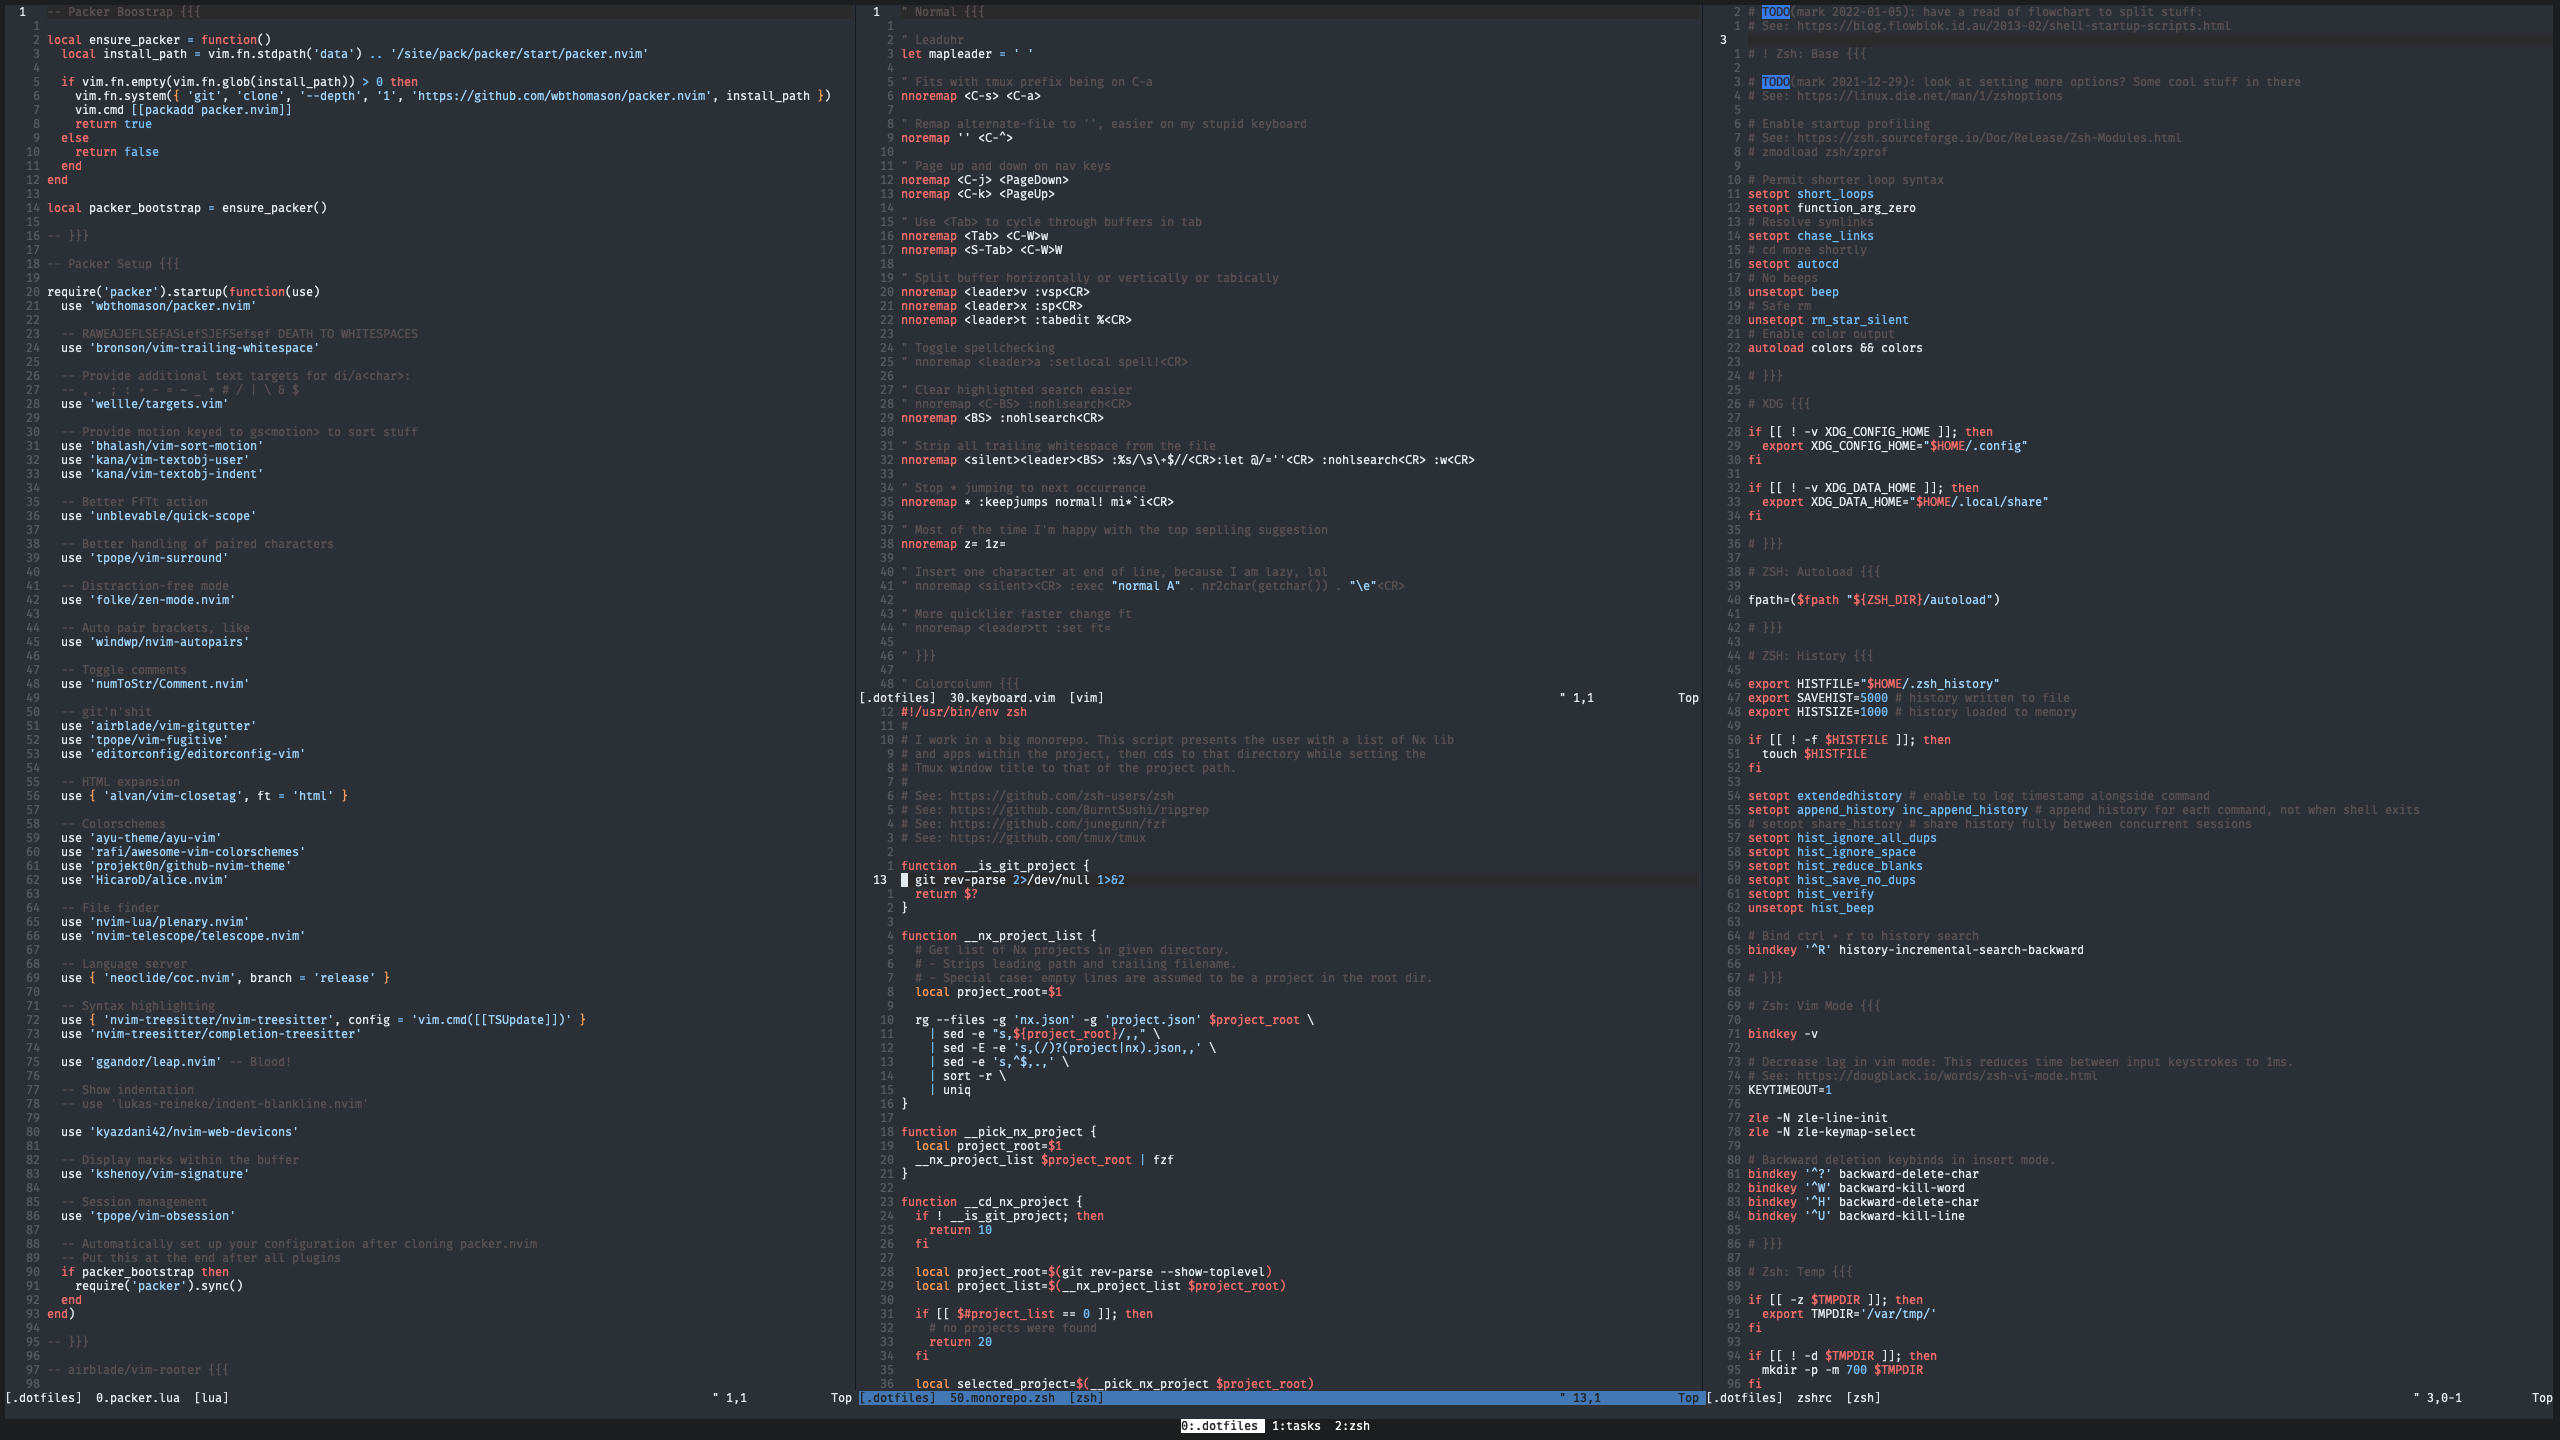 1 -- Packer Boostrap {{{
1
2 local ensure_packer = function()
3   local install_path = vim.fn.stdpath('data') .. '/site/pack/packer/start/packer.nvim'
4
5   if vim.fn.empty(vim.fn.glob(install_path)) > 0 then
6     vim.fn.system({ 'git', 'clone', '--depth', '1', 'https://github.com/wbthomason/packer.nvim', install_path })
7     vim.cmd [[packadd packer.nvim]]
8     return true
9   else
10     return false
11   end
12 end
13
14 local packer_bootstrap = ensure_packer()
15
16 -- }}}
17
18 -- Packer Setup {{{
19
20 require('packer').startup(function(use)
21   use 'wbthomason/packer.nvim'
22
23   -- RAWEAJEFLSEFASLefSJEFSefsef DEATH TO WHITESPACES
24   use 'bronson/vim-trailing-whitespace'
25
26   -- Provide additional text targets for di/a<char>:
27   -- , . ; : + - = ~ _ * # / | \ & $
28   use 'wellle/targets.vim'
29
30   -- Provide motion keyed to gs<motion> to sort stuff
31   use 'bhalash/vim-sort-motion'
32   use 'kana/vim-textobj-user'
33   use 'kana/vim-textobj-indent'
34
35   -- Better FfTt action
36   use 'unblevable/quick-scope'
37
38   -- Better handling of paired characters
39   use 'tpope/vim-surround'
40
41   -- Distraction-free mode
42   use 'folke/zen-mode.nvim'
43
44   -- Auto pair brackets, like
45   use 'windwp/nvim-autopairs'
46
47   -- Toggle comments
48   use 'numToStr/Comment.nvim'
49
50   -- git'n'shit
51   use 'airblade/vim-gitgutter'
52   use 'tpope/vim-fugitive'
53   use 'editorconfig/editorconfig-vim'
54
55   -- HTML expansion
56   use { 'alvan/vim-closetag', ft = 'html' }
57
58   -- Colorschemes
59   use 'ayu-theme/ayu-vim'
60   use 'rafi/awesome-vim-colorschemes'
61   use 'projekt0n/github-nvim-theme'
62   use 'HicaroD/alice.nvim'
63
64   -- File finder
65   use 'nvim-lua/plenary.nvim'
66   use 'nvim-telescope/telescope.nvim'
67
68   -- Language server
69   use { 'neoclide/coc.nvim', branch = 'release' }
70
71   -- Syntax highlighting
72   use { 'nvim-treesitter/nvim-treesitter', config = 'vim.cmd([[TSUpdate]])' }
73   use 'nvim-treesitter/completion-treesitter'
74
75   use 'ggandor/leap.nvim' -- Blood!
76
77   -- Show indentation
78   -- use 'lukas-reineke/indent-blankline.nvim'
79
80   use 'kyazdani42/nvim-web-devicons'
81
82   -- Display marks within the buffer
83   use 'kshenoy/vim-signature'
84
85   -- Session management
86   use 'tpope/vim-obsession'
87
88   -- Automatically set up your configuration after cloning packer.nvim
89   -- Put this at the end after all plugins
90   if packer_bootstrap then
91     require('packer').sync()
92   end
93 end)
94
95 -- }}}
96
97 -- airblade/vim-rooter {{{
98
[.dotfiles]  0.packer.lua  [lua] " 1,1 Top
1 " Normal {{{
1
2 " Leaduhr
3 let mapleader = ' '
4
5 " Fits with tmux prefix being on C-a
6 nnoremap <C-s> <C-a>
7
8 " Remap alternate-file to '', easier on my stupid keyboard
9 noremap '' <C-^>
10
11 " Page up and down on nav keys
12 noremap <C-j> <PageDown>
13 noremap <C-k> <PageUp>
14
15 " Use <Tab> to cycle through buffers in tab
16 nnoremap <Tab> <C-W>w
17 nnoremap <S-Tab> <C-W>W
18
19 " Split buffer horizontally or vertically or tabically
20 nnoremap <leader>v :vsp<CR>
21 nnoremap <leader>x :sp<CR>
22 nnoremap <leader>t :tabedit %<CR>
23
24 " Toggle spellchecking
25 " nnoremap <leader>a :setlocal spell!<CR>
26
27 " Clear highlighted search easier
28 " nnoremap <C-BS> :nohlsearch<CR>
29 nnoremap <BS> :nohlsearch<CR>
30
31 " Strip all trailing whitespace from the file
32 nnoremap <silent><leader><BS> :%s/\s\+$//<CR>:let @/=''<CR> :nohlsearch<CR> :w<CR>
33
34 " Stop * jumping to next occurrence
35 nnoremap * :keepjumps normal! mi*`i<CR>
36
37 " Most of the time I'm happy with the top seplling suggestion
38 nnoremap z= 1z=
39
40 " Insert one character at end of line, because I am lazy, lol
41 " nnoremap <silent><CR> :exec "normal A" . nr2char(getchar()) . "\e"<CR>
42
43 " More quicklier faster change ft
44 " nnoremap <leader>tt :set ft=
45
46 " }}}
47
48 " Colorcolumn {{{
[.dotfiles]  30.keyboard.vim  [vim] " 1,1 Top
12 #!/usr/bin/env zsh
11 #
10 # I work in a big monorepo. This script presents the user with a list of Nx lib
9 # and apps within the project, then cds to that directory while setting the
8 # Tmux window title to that of the project path.
7 #
6 # See: https://github.com/zsh-users/zsh
5 # See: https://github.com/BurntSushi/ripgrep
4 # See: https://github.com/junegunn/fzf
3 # See: https://github.com/tmux/tmux
2
1 function __is_git_project {
13   git rev-parse 2>/dev/null 1>&2
1   return $?
2 }
3
4 function __nx_project_list {
5   # Get list of Nx projects in given directory.
6   # - Strips leading path and trailing filename.
7   # - Special case: empty lines are assumed to be a project in the root dir.
8   local project_root=$1
9
10   rg --files -g 'nx.json' -g 'project.json' $project_root \
11     | sed -e "s,${project_root}/,," \
12     | sed -E -e 's,(/)?(project|nx).json,,' \
13     | sed -e 's,^$,.,' \
14     | sort -r \
15     | uniq
16 }
17
18 function __pick_nx_project {
19   local project_root=$1
20   __nx_project_list $project_root | fzf
21 }
22
23 function __cd_nx_project {
24   if ! __is_git_project; then
25     return 10
26   fi
27
28   local project_root=$(git rev-parse --show-toplevel)
29   local project_list=$(__nx_project_list $project_root)
30
31   if [[ $#project_list == 0 ]]; then
32     # no projects were found
33     return 20
34   fi
35
36   local selected_project=$(__pick_nx_project $project_root)
[.dotfiles]  50.monorepo.zsh  [zsh] " 13,1 Top
2 # TODO(mark 2022-01-05): have a read of flowchart to split stuff:
1 # See: https://blog.flowblok.id.au/2013-02/shell-startup-scripts.html
3
1 # ! Zsh: Base {{{
2
3 # TODO(mark 2021-12-29): look at setting more options? Some cool stuff in there
4 # See: https://linux.die.net/man/1/zshoptions
5
6 # Enable startup profiling
7 # See: https://zsh.sourceforge.io/Doc/Release/Zsh-Modules.html
8 # zmodload zsh/zprof
9
10 # Permit shorter loop syntax
11 setopt short_loops
12 setopt function_arg_zero
13 # Resolve symlinks
14 setopt chase_links
15 # cd more shortly
16 setopt autocd
17 # No beeps
18 unsetopt beep
19 # Safe rm
20 unsetopt rm_star_silent
21 # Enable color output
22 autoload colors && colors
23
24 # }}}
25
26 # XDG {{{
27
28 if [[ ! -v XDG_CONFIG_HOME ]]; then
29   export XDG_CONFIG_HOME="$HOME/.config"
30 fi
31
32 if [[ ! -v XDG_DATA_HOME ]]; then
33   export XDG_DATA_HOME="$HOME/.local/share"
34 fi
35
36 # }}}
37
38 # ZSH: Autoload {{{
39
40 fpath=($fpath "${ZSH_DIR}/autoload")
41
42 # }}}
43
44 # ZSH: History {{{
45
46 export HISTFILE="$HOME/.zsh_history"
47 export SAVEHIST=5000 # history written to file
48 export HISTSIZE=1000 # history loaded to memory
49
50 if [[ ! -f $HISTFILE ]]; then
51   touch $HISTFILE
52 fi
53
54 setopt extendedhistory # enable to log timestamp alongside command
55 setopt append_history inc_append_history # append history for each command, not when shell exits
56 # setopt share_history # share history fully between concurrent sessions
57 setopt hist_ignore_all_dups
58 setopt hist_ignore_space
59 setopt hist_reduce_blanks
60 setopt hist_save_no_dups
61 setopt hist_verify
62 unsetopt hist_beep
63
64 # Bind ctrl + r to history search
65 bindkey '^R' history-incremental-search-backward
66
67 # }}}
68
69 # Zsh: Vim Mode {{{
70
71 bindkey -v
72
73 # Decrease lag in vim mode: This reduces time between input keystrokes to 1ms.
74 # See: https://dougblack.io/words/zsh-vi-mode.html
75 KEYTIMEOUT=1
76
77 zle -N zle-line-init
78 zle -N zle-keymap-select
79
80 # Backward deletion keybinds in insert mode.
81 bindkey '^?' backward-delete-char
82 bindkey '^W' backward-kill-word
83 bindkey '^H' backward-delete-char
84 bindkey '^U' backward-kill-line
85
86 # }}}
87
88 # Zsh: Temp {{{
89
90 if [[ -z $TMPDIR ]]; then
91   export TMPDIR='/var/tmp/'
92 fi
93
94 if [[ ! -d $TMPDIR ]]; then
95   mkdir -p -m 700 $TMPDIR
96 fi
[.dotfiles]  zshrc  [zsh] " 3,0-1 Top
0:.dotfiles  1:tasks  2:zsh